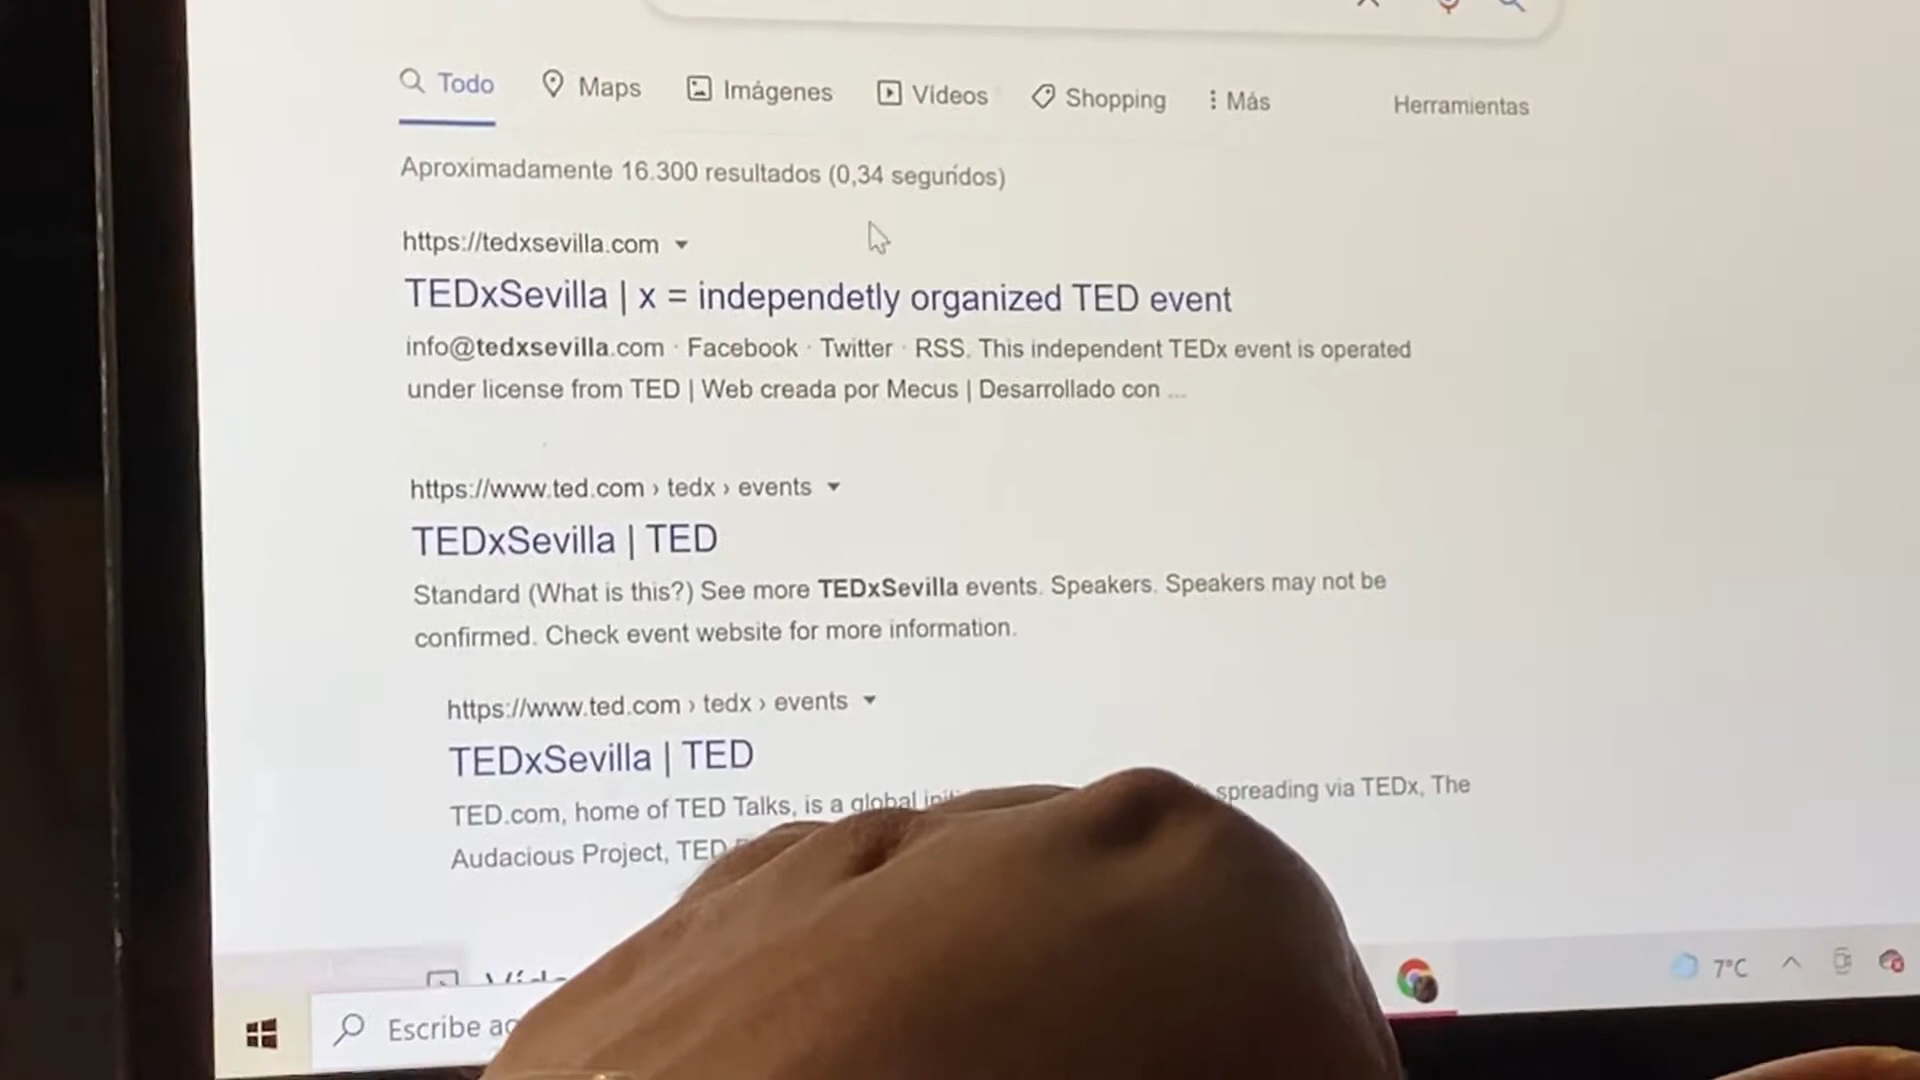 Todo Maps Imágenes Vídeos Shopping Más Herramientas
Aproximadamente 16.300 resultados (0,34 segundos)
https://tedxsevilla.com
TEDxSevilla | x = independetly organized TED event
info@tedxsevilla.com · Facebook · Twitter · RSS. This independent TEDx event is operated
under license from TED | Web creada por Mecus | Desarrollado con ...
https://www.ted.com › tedx › events
TEDxSevilla | TED
Standard (What is this?) See more TEDxSevilla events. Speakers. Speakers may not be
confirmed. Check event website for more information.
https://www.ted.com › tedx › events
TEDxSevilla | TED
TED.com, home of TED Talks, is a global spreading via TEDx, The
Audacious Project, TED
Escribe
7°C